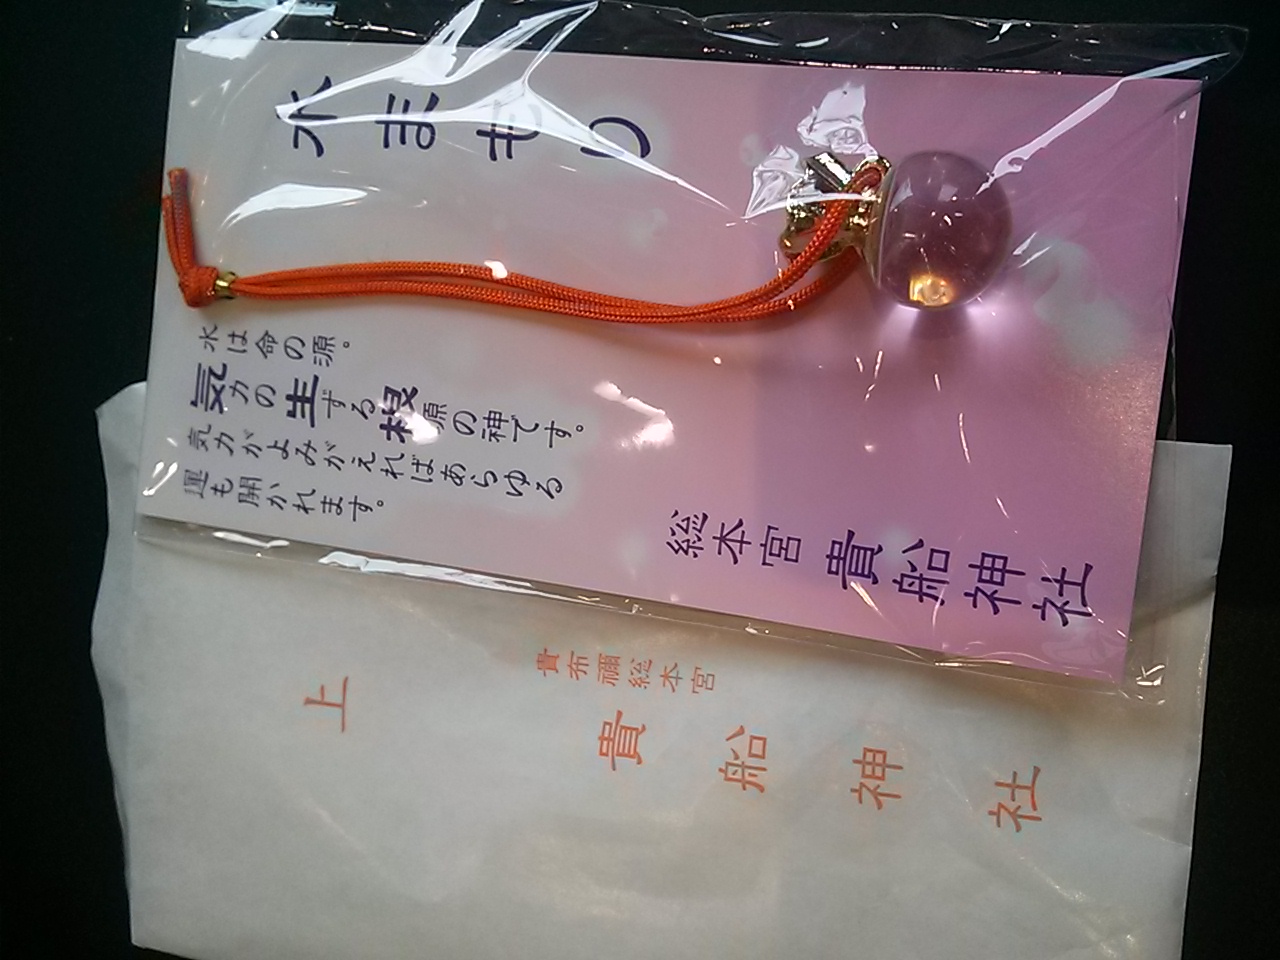 水まもり
水は命の源。
気力の生ずる根源の神です。
気力がよみがえればあらゆる
運も開かれます。
総本宮 貴船神社
上
貴布禰総本宮
貴船神社